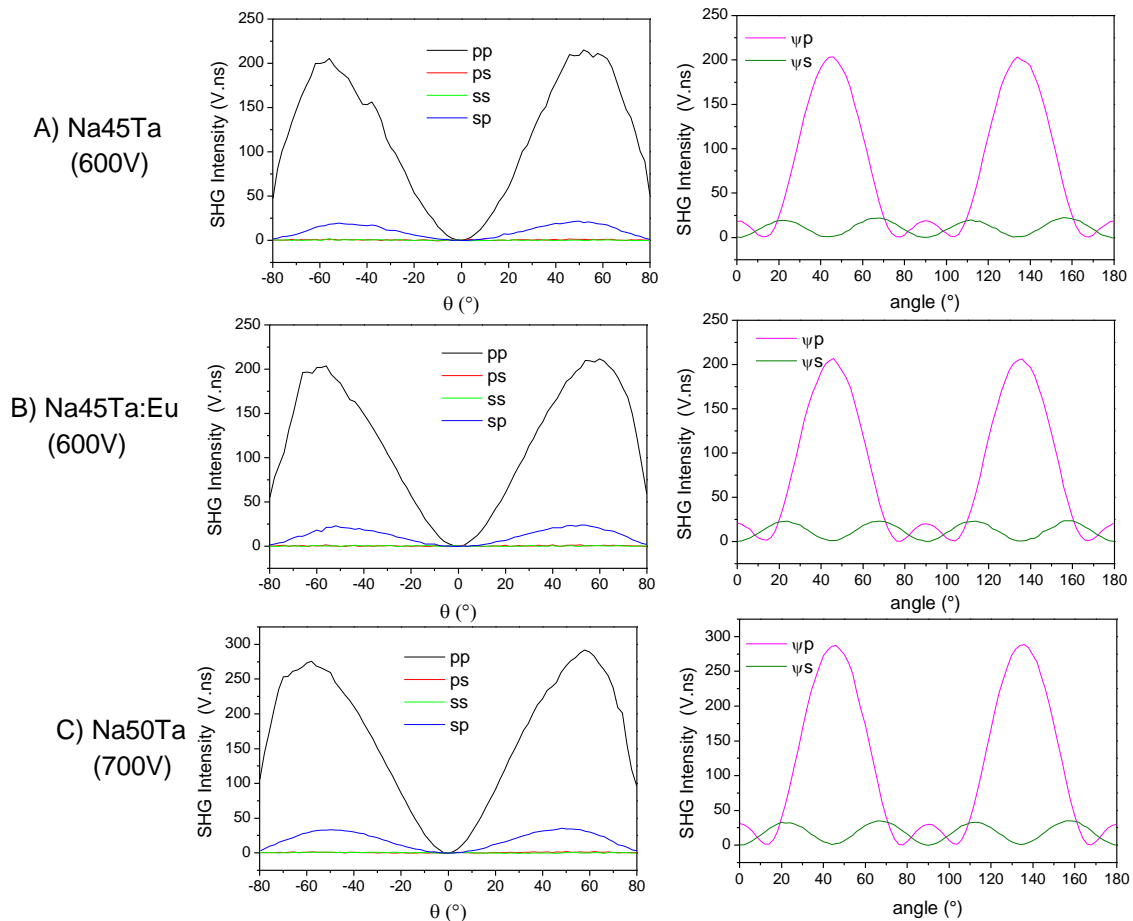 A) Na45Ta
(600V)
SHG Intensity (V.ns)
250
200
150
100
50
0
-80 -60 -40 -20 0 20 40 60 80
θ (°)
pp
ps
ss
sp
SHG Intensity (V.ns)
250
200
150
100
50
0
0 20 40 60 80 100 120 140 160 180
angle (°)
ψp
ψs
B) Na45Ta:Eu
(600V)
SHG Intensity (V.ns)
250
200
150
100
50
0
-80 -60 -40 -20 0 20 40 60 80
θ (°)
pp
ps
ss
sp
SHG Intensity (V.ns)
250
200
150
100
50
0
0 20 40 60 80 100 120 140 160 180
angle (°)
ψp
ψs
C) Na50Ta
(700V)
SHG Intensity (V.ns)
300
250
200
150
100
50
0
-80 -60 -40 -20 0 20 40 60 80
θ (°)
pp
ps
ss
sp
SHG Intensity (V.ns)
300
250
200
150
100
50
0
0 20 40 60 80 100 120 140 160 180
angle (°)
ψp
ψs